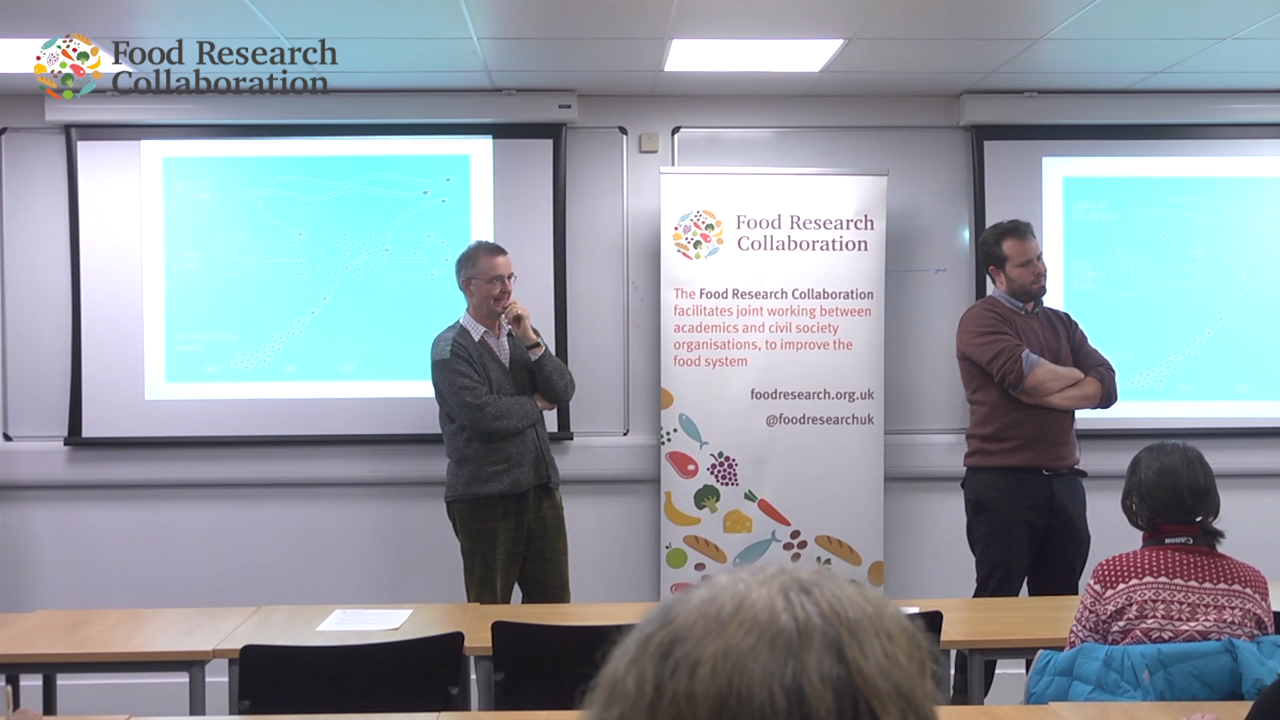 Food Research
Collaboration
Food Research
Collaboration
The Food Research Collaboration
facilitates joint working between
academics and civil society
organisations, to improve the
food system
foodresearch.org.uk
@foodresearchuk
Canon